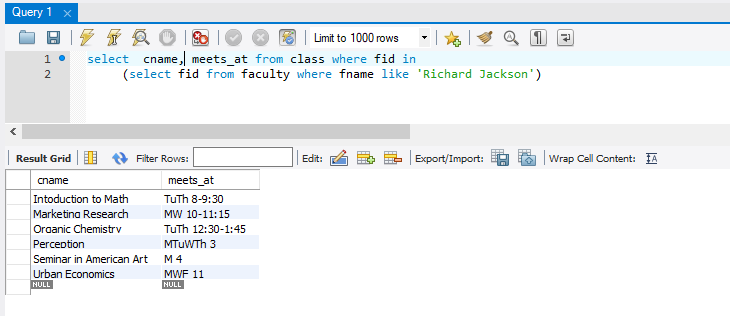 Query 1
Limit to 1000 rows
1 select cname, meets_at from class where fid in
2 (select fid from faculty where fname like 'Richard Jackson')
Result Grid Filter Rows: Edit: Export/Import: Wrap Cell Content:
cname meets_at
Intoduction to Math TuTh 8-9:30
Marketing Research MW 10-11:15
Organic Chemistry TuTh 12:30-1:45
Perception MTuWTh 3
Seminar in American Art M 4
Urban Economics MWF 11
NULL NULL